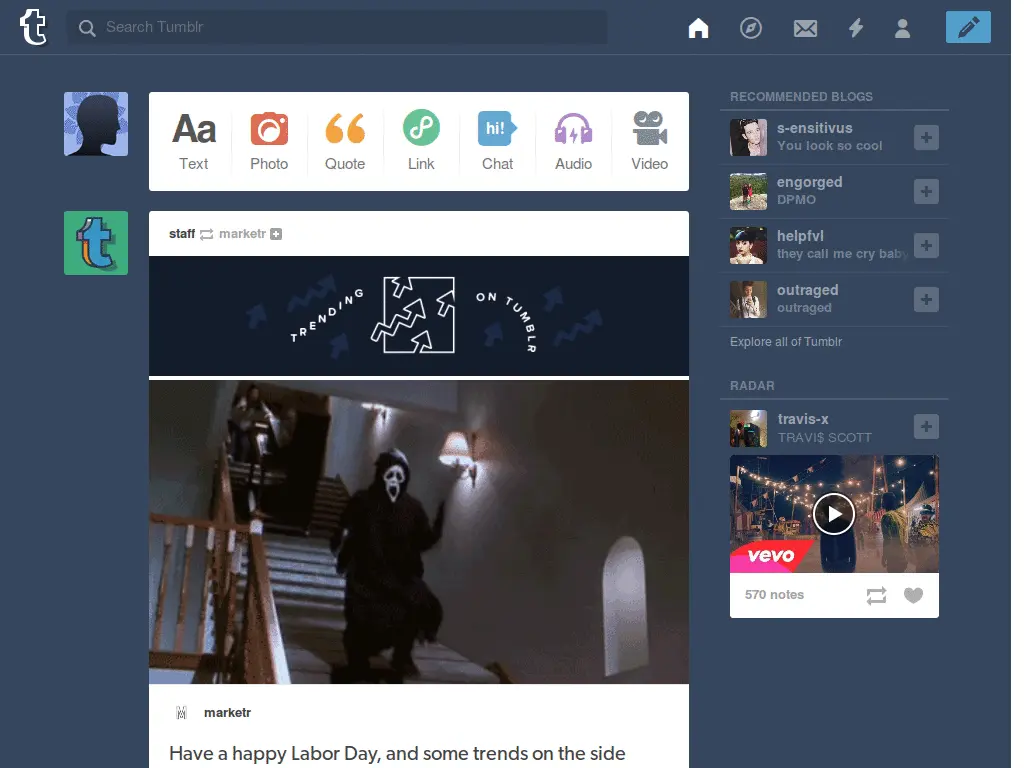 t
Search Tumblr
Aa
hi!
Text
Photo
Quote
Link
Chat
Audio
Video
t
staff marketr
TRENDING
ON TUMBLR
marketr
Have a happy Labor Day, and some trends on the side
RECOMMENDED BLOGS
s-ensitivus
You look so cool
engorged
DPMO
helpfvl
they call me cry baby
outraged
outraged
Explore all of Tumblr
RADAR
travis-x
TRAVI$ SCOTT
vevo
570 notes